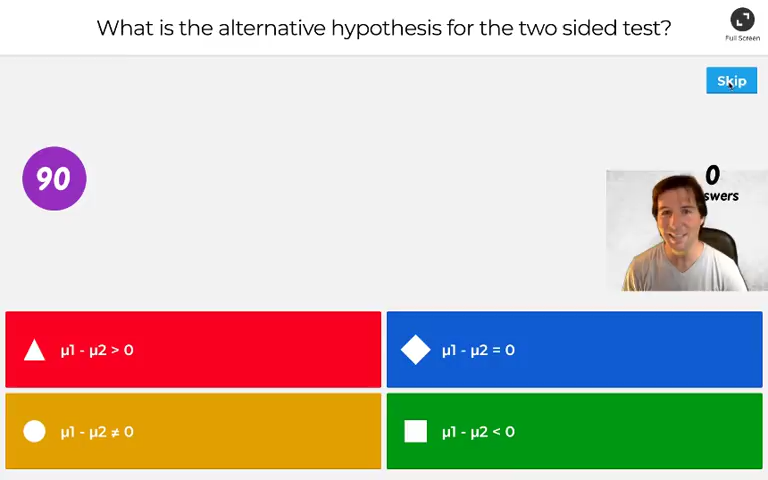 What is the alternative hypothesis for the two sided test?
Full Screen
Skip
90
0
swers
μ1 - μ2 > 0
μ1 - μ2 = 0
μ1 - μ2 ≠ 0
μ1 - μ2 < 0